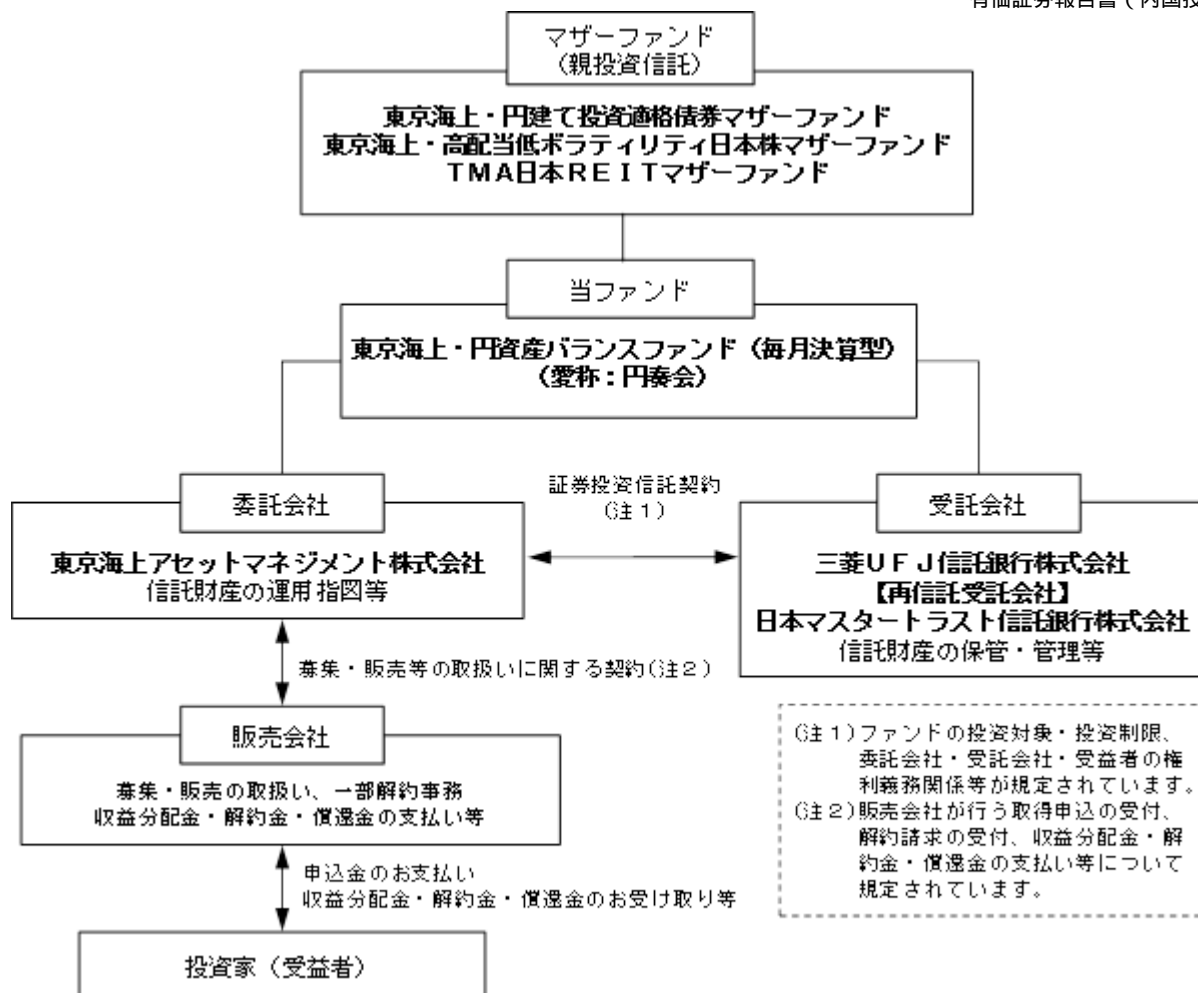 有価証券報告書(内国投
マザーファンド
(親投資信託)
東京海上・円建て投資適格債券マザーファンド
東京海上・高配当低ボラティリティ日本株マザーファンド
TMA日本REITマザーファンド
当ファンド
東京海上・円資産バランスファンド(毎月決算型)
(愛称:円奏会)
委託会社
東京海上アセットマネジメント株式会社
信託財産の運用指図等
証券投資信託契約
(注1)
受託会社
三菱UFJ信託銀行株式会社
【再信託受託会社】
日本マスタートラスト信託銀行株式会社
信託財産の保管・管理等
募集・販売等の取扱いに関する契約(注2)
販売会社
募集・販売の取扱い、一部解約事務
収益分配金・解約金・償還金の支払い等
申込金のお支払い
収益分配金・解約金・償還金のお受け取り等
投資家(受益者)
(注1)ファンドの投資対象・投資制限、
委託会社・受託会社・受益者の権
利義務関係等が規定されています。
(注2)販売会社が行う取得申込の受付、
解約請求の受付、収益分配金・解
約金・償還金の支払い等について
規定されています。